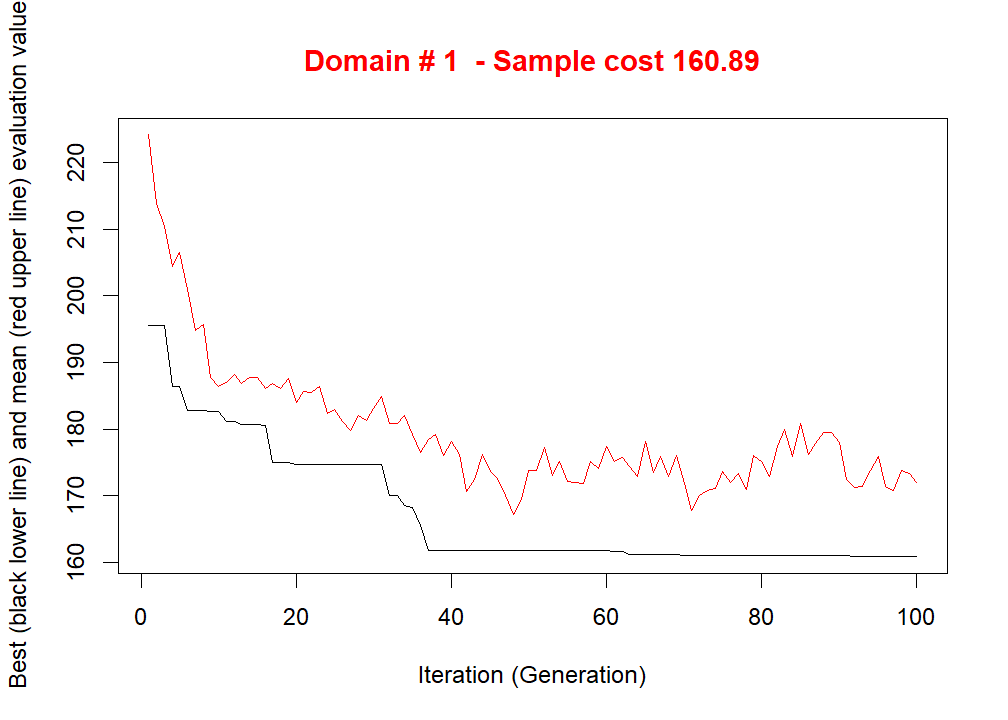 Domain # 1  - Sample cost 160.89
Best (black lower line) and mean (red upper line) evaluation value
220
210
200
190
180
170
160
0 20 40 60 80 100
Iteration (Generation)